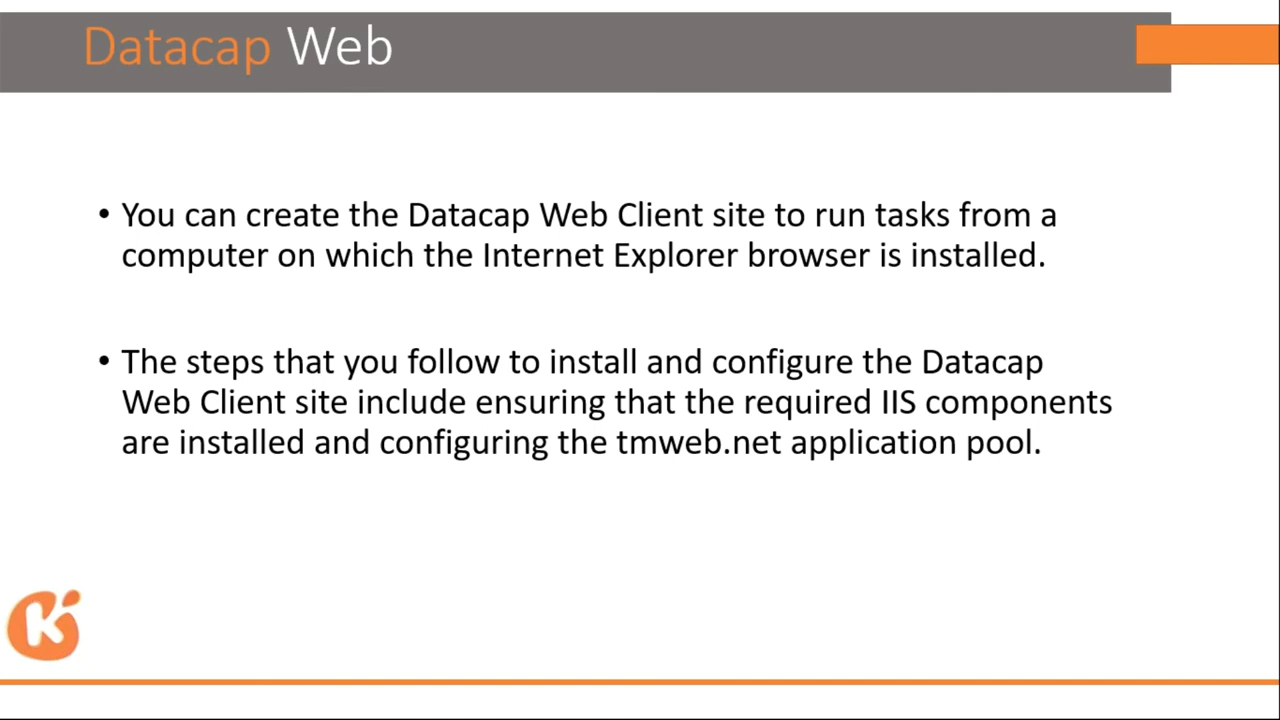 Datacap Web
• You can create the Datacap Web Client site to run tasks from a
computer on which the Internet Explorer browser is installed.
• The steps that you follow to install and configure the Datacap
Web Client site include ensuring that the required IIS components
are installed and configuring the tmweb.net application pool.
K